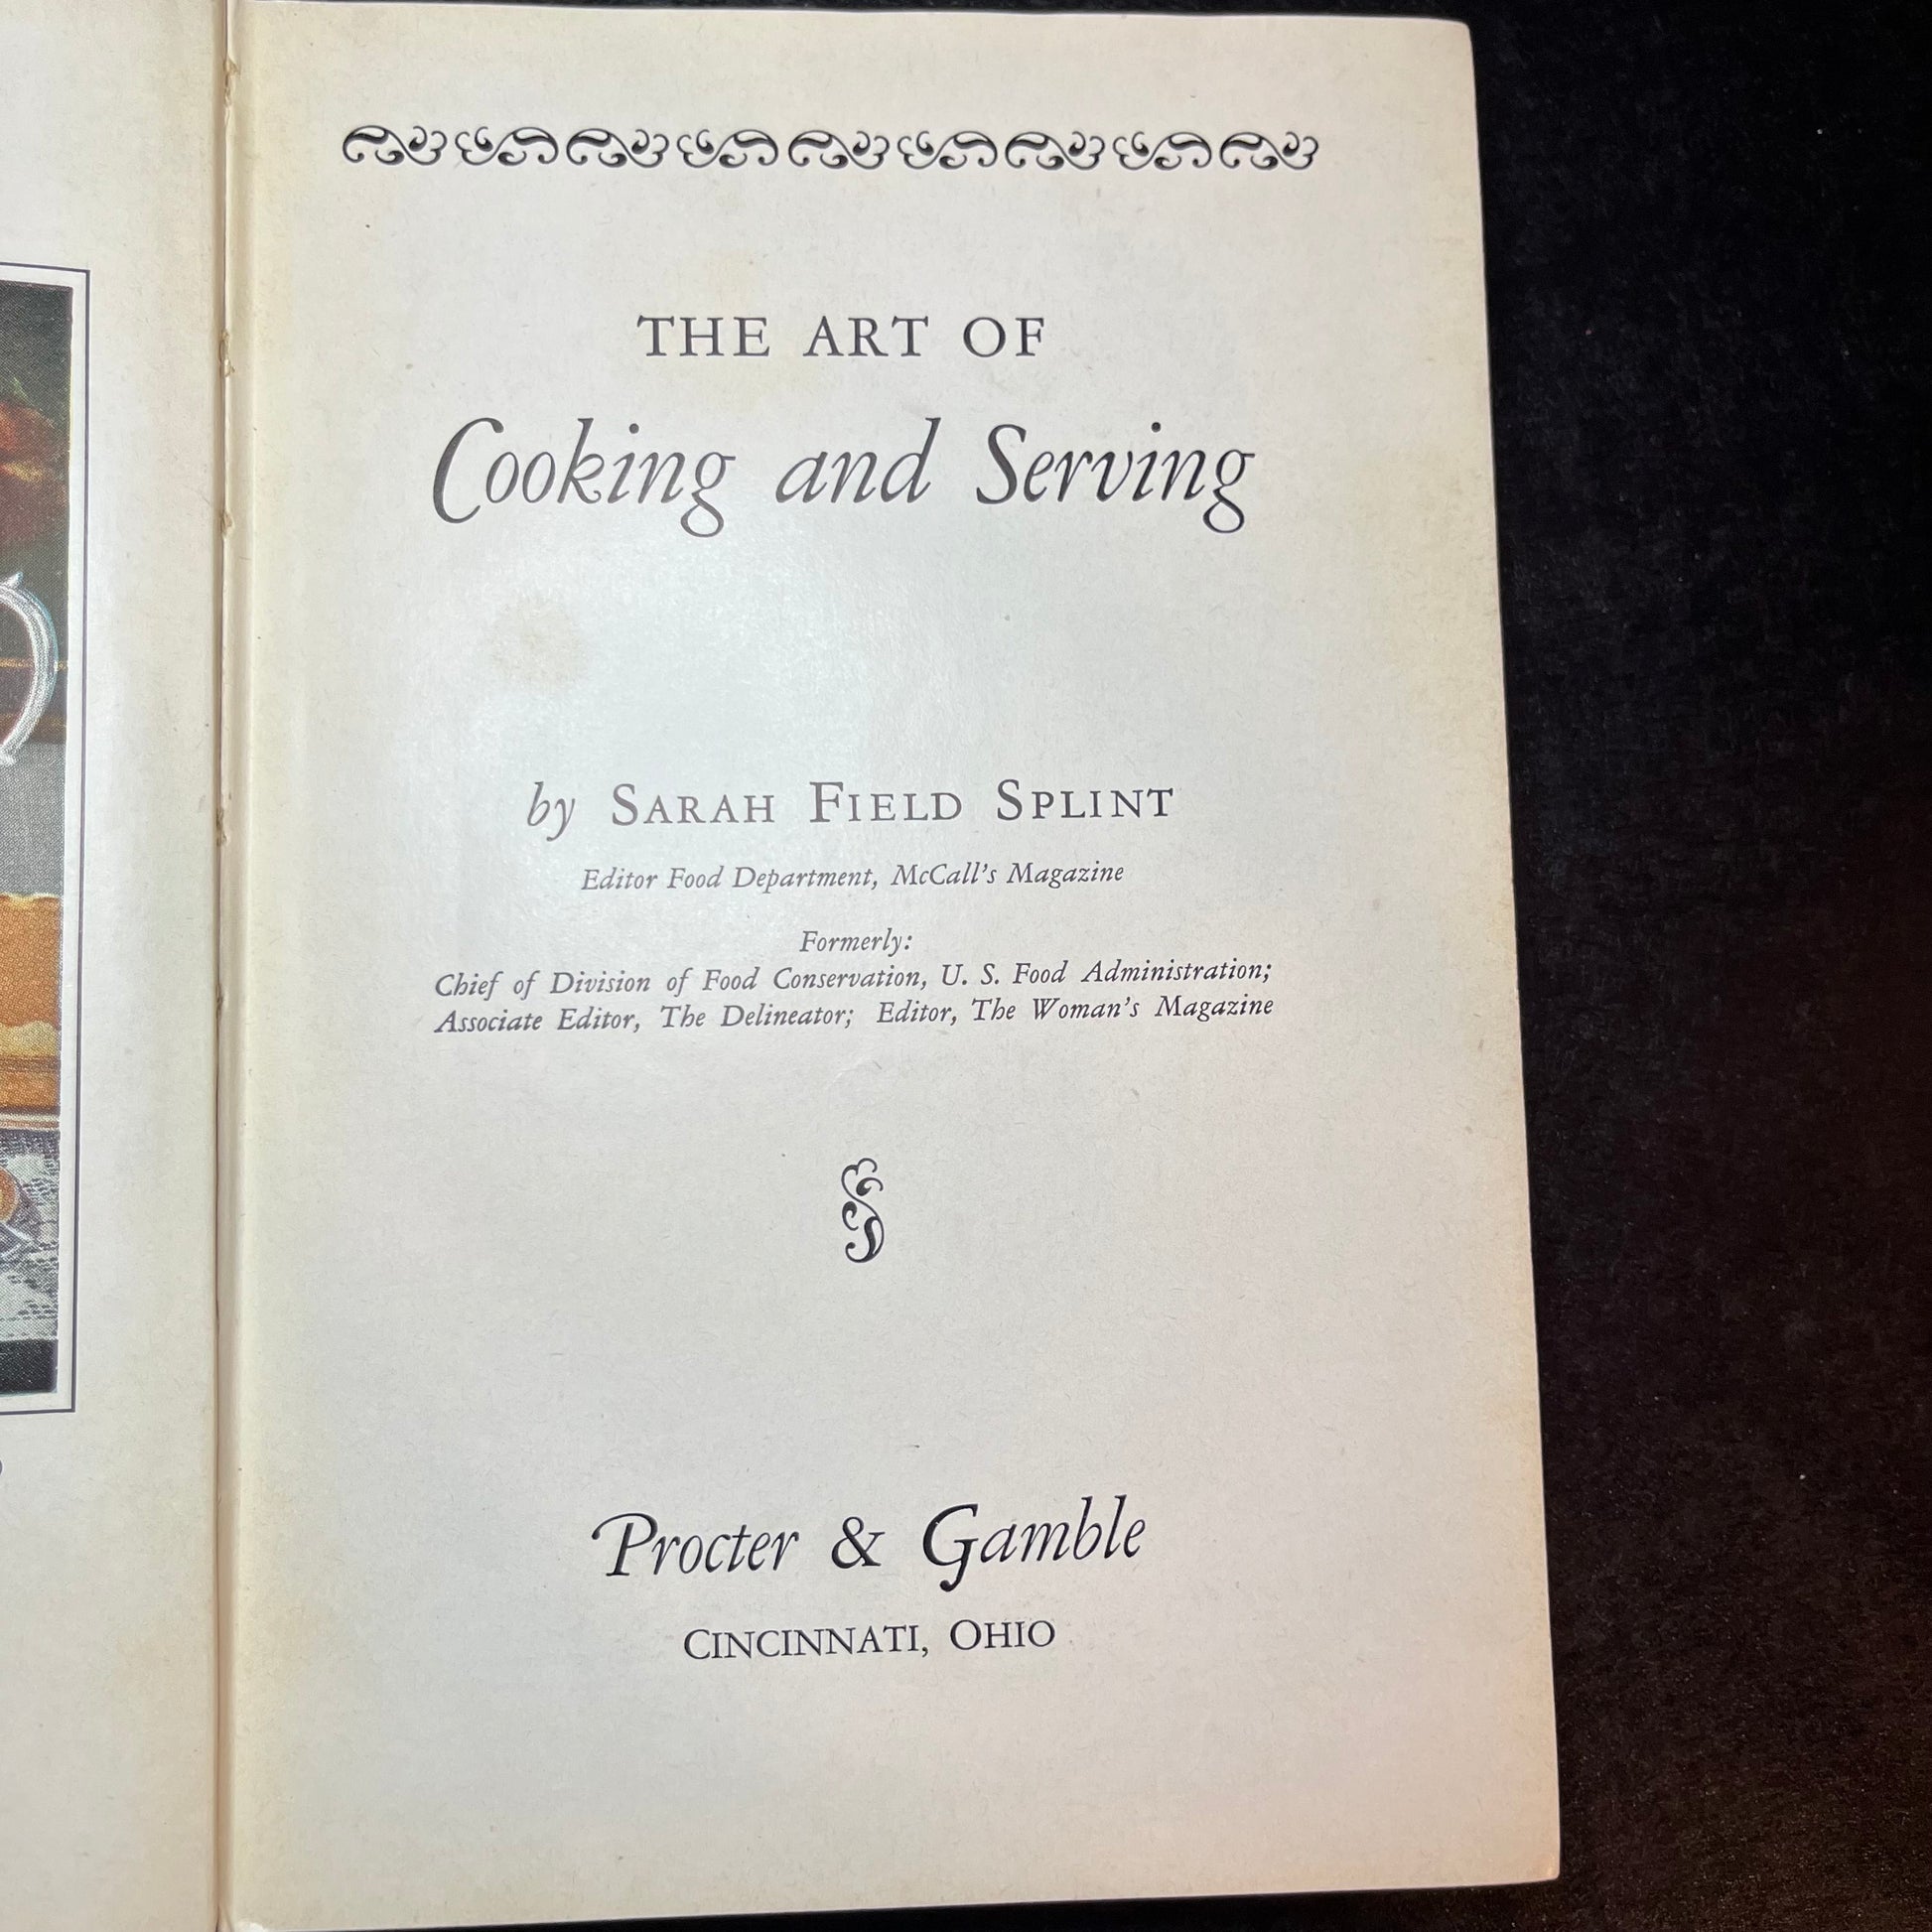 THE ART OF
Cooking and Serving
by SARAH FIELD SPLINT
Editor Food Department, McCall's Magazine
Formerly:
Chief of Division of Food Conservation, U. S. Food Administration;
Associate Editor, The Delineator; Editor, The Woman's Magazine
Procter & Gamble
CINCINNATI, OHIO